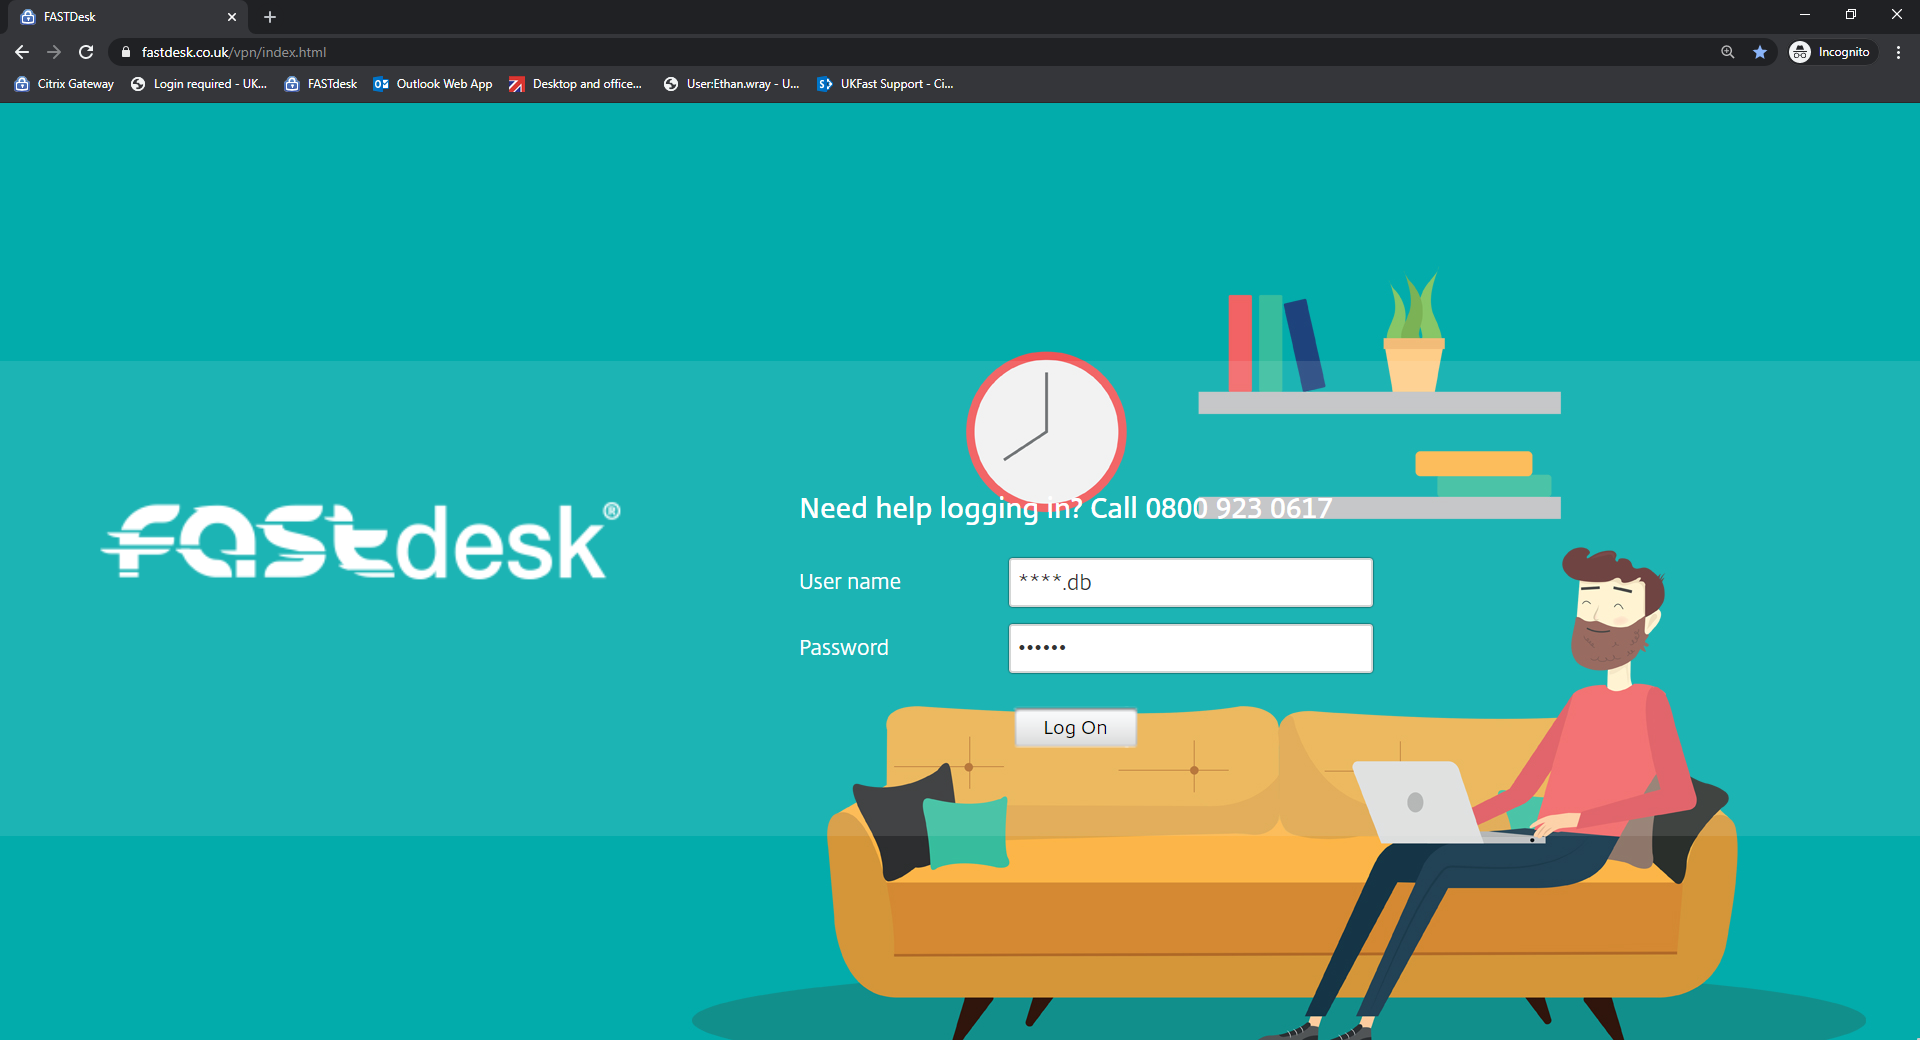 FASTDesk
fastdesk.co.uk/vpn/index.html
Incognito
Citrix Gateway
Login required - UK...
FASTdesk
Outlook Web App
Desktop and office...
User:Ethan.wray - U...
UKFast Support - Ci...
FASTdesk®
Need help logging in? Call 0800 923 0617
User name
****.db
Password
••••••
Log On